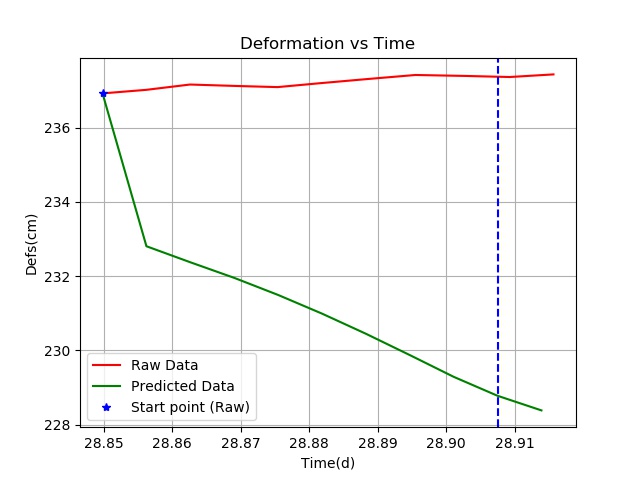 Deformation vs Time
Defs(cm)
236
234
232
230
228
Raw Data
Predicted Data
Start point (Raw)
28.85 28.86 28.87 28.88 28.89 28.90 28.91
Time(d)